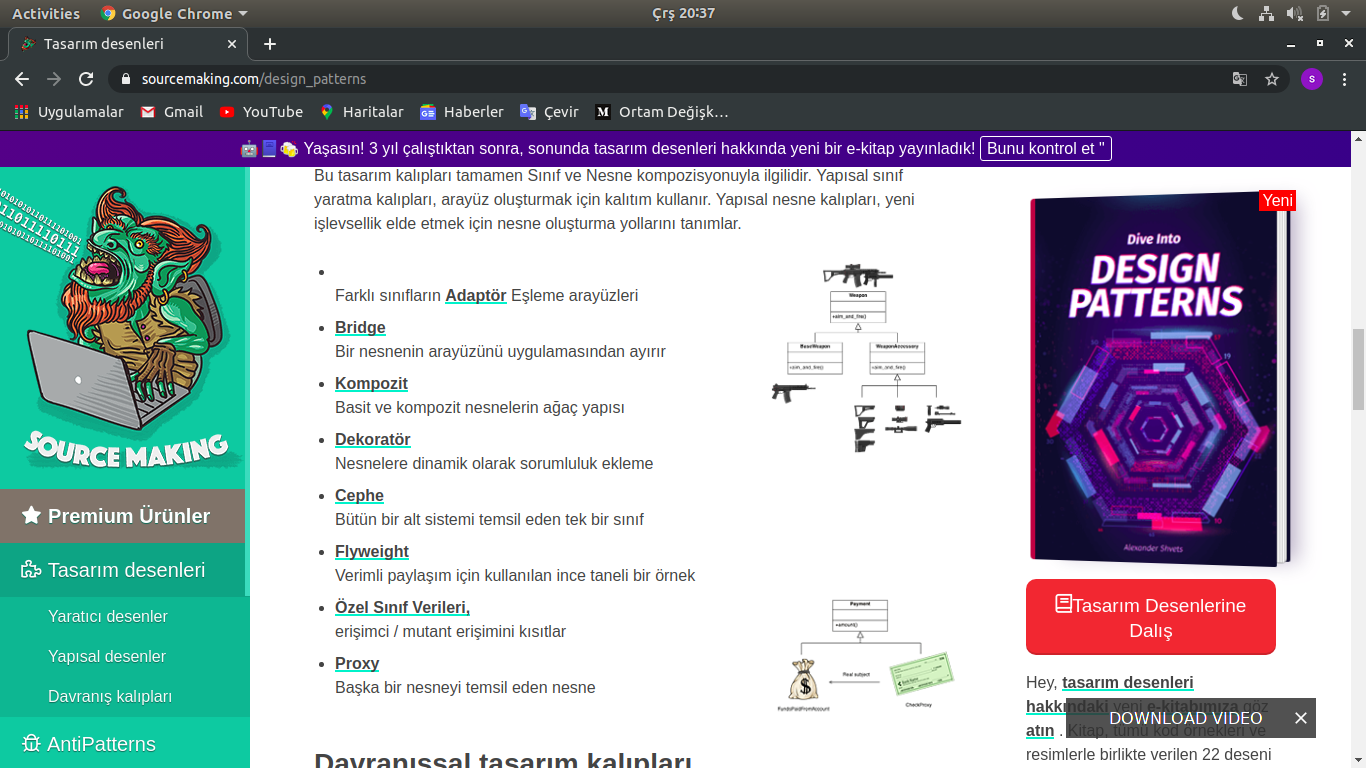 Activities
Google Chrome
Çrş 20:37
Tasarım desenleri
sourcemaking.com/design_patterns
S
Uygulamalar
Gmail
YouTube
Haritalar
Haberler
Çevir
Ortam Değişk…
Yaşasın! 3 yıl çalıştıktan sonra, sonunda tasarım desenleri hakkında yeni bir e-kitap yayınladık! Bunu kontrol et "
SOURCE MAKING
Premium Ürünler
Tasarım desenleri
Yaratıcı desenler
Yapısal desenler
Davranış kalıpları
AntiPatterns
Bu tasarım kalıpları tamamen Sınıf ve Nesne kompozisyonuyla ilgilidir. Yapısal sınıf
yaratma kalıpları, arayüz oluşturmak için kalıtım kullanır. Yapısal nesne kalıpları, yeni
işlevsellik elde etmek için nesne oluşturma yollarını tanımlar.
Farklı sınıfların Adaptör Eşleme arayüzleri
Bridge
Bir nesnenin arayüzünü uygulamasından ayırır
Kompozit
Basit ve kompozit nesnelerin ağaç yapısı
Dekoratör
Nesnelere dinamik olarak sorumluluk ekleme
Cephe
Bütün bir alt sistemi temsil eden tek bir sınıf
Flyweight
Verimli paylaşım için kullanılan ince taneli bir örnek
Özel Sınıf Verileri,
erişimci / mutant erişimini kısıtlar
Proxy
Başka bir nesneyi temsil eden nesne
Davranışsal tasarım kalıpları
Weapon
+aim_and_fire()
BaseWeapon
+aim_and_fire()
WeaponAccessory
+aim_and_fire()
Payment
+amount()
Real subject
FundsPaidFromAccount
CheckProxy
Yeni
Dive Into
DESIGN
PATTERNS
Alexander Shvets
Tasarım Desenlerine
Dalış
Hey, tasarım desenleri
hakkındaki yeni e-kitabımıza göz
atın . Kitap, tümü kod örnekleri ve
resimlerle birlikte verilen 22 deseni
DOWNLOAD VIDEO